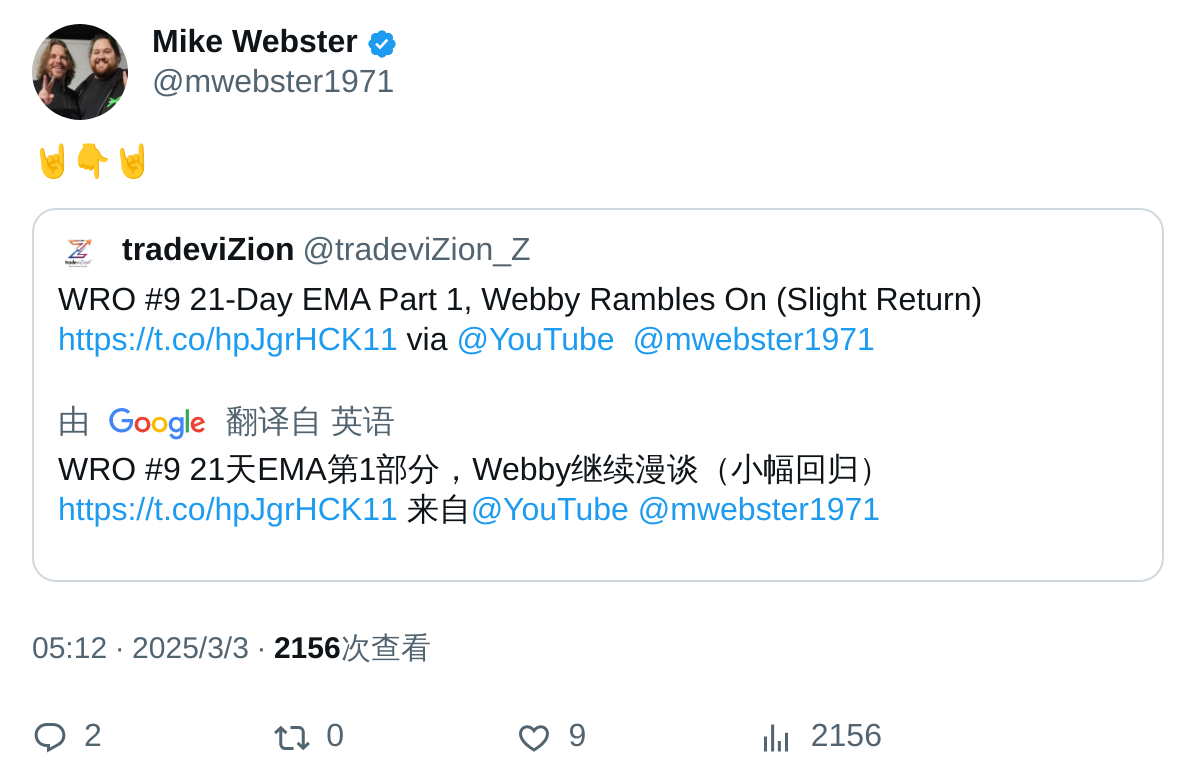 Mike Webster
@mwebster1971
🤘👇🤘
tradeviZion @tradeviZion_Z
WRO #9 21-Day EMA Part 1, Webby Rambles On (Slight Return)
https://t.co/hpJgrHCK11 via @YouTube  @mwebster1971
由 Google 翻译自 英语
WRO #9 21天EMA第1部分，Webby继续漫谈（小幅回归）
https://t.co/hpJgrHCK11 来自@YouTube @mwebster1971
05:12 · 2025/3/3 · 2156次查看
2 0 9 2156